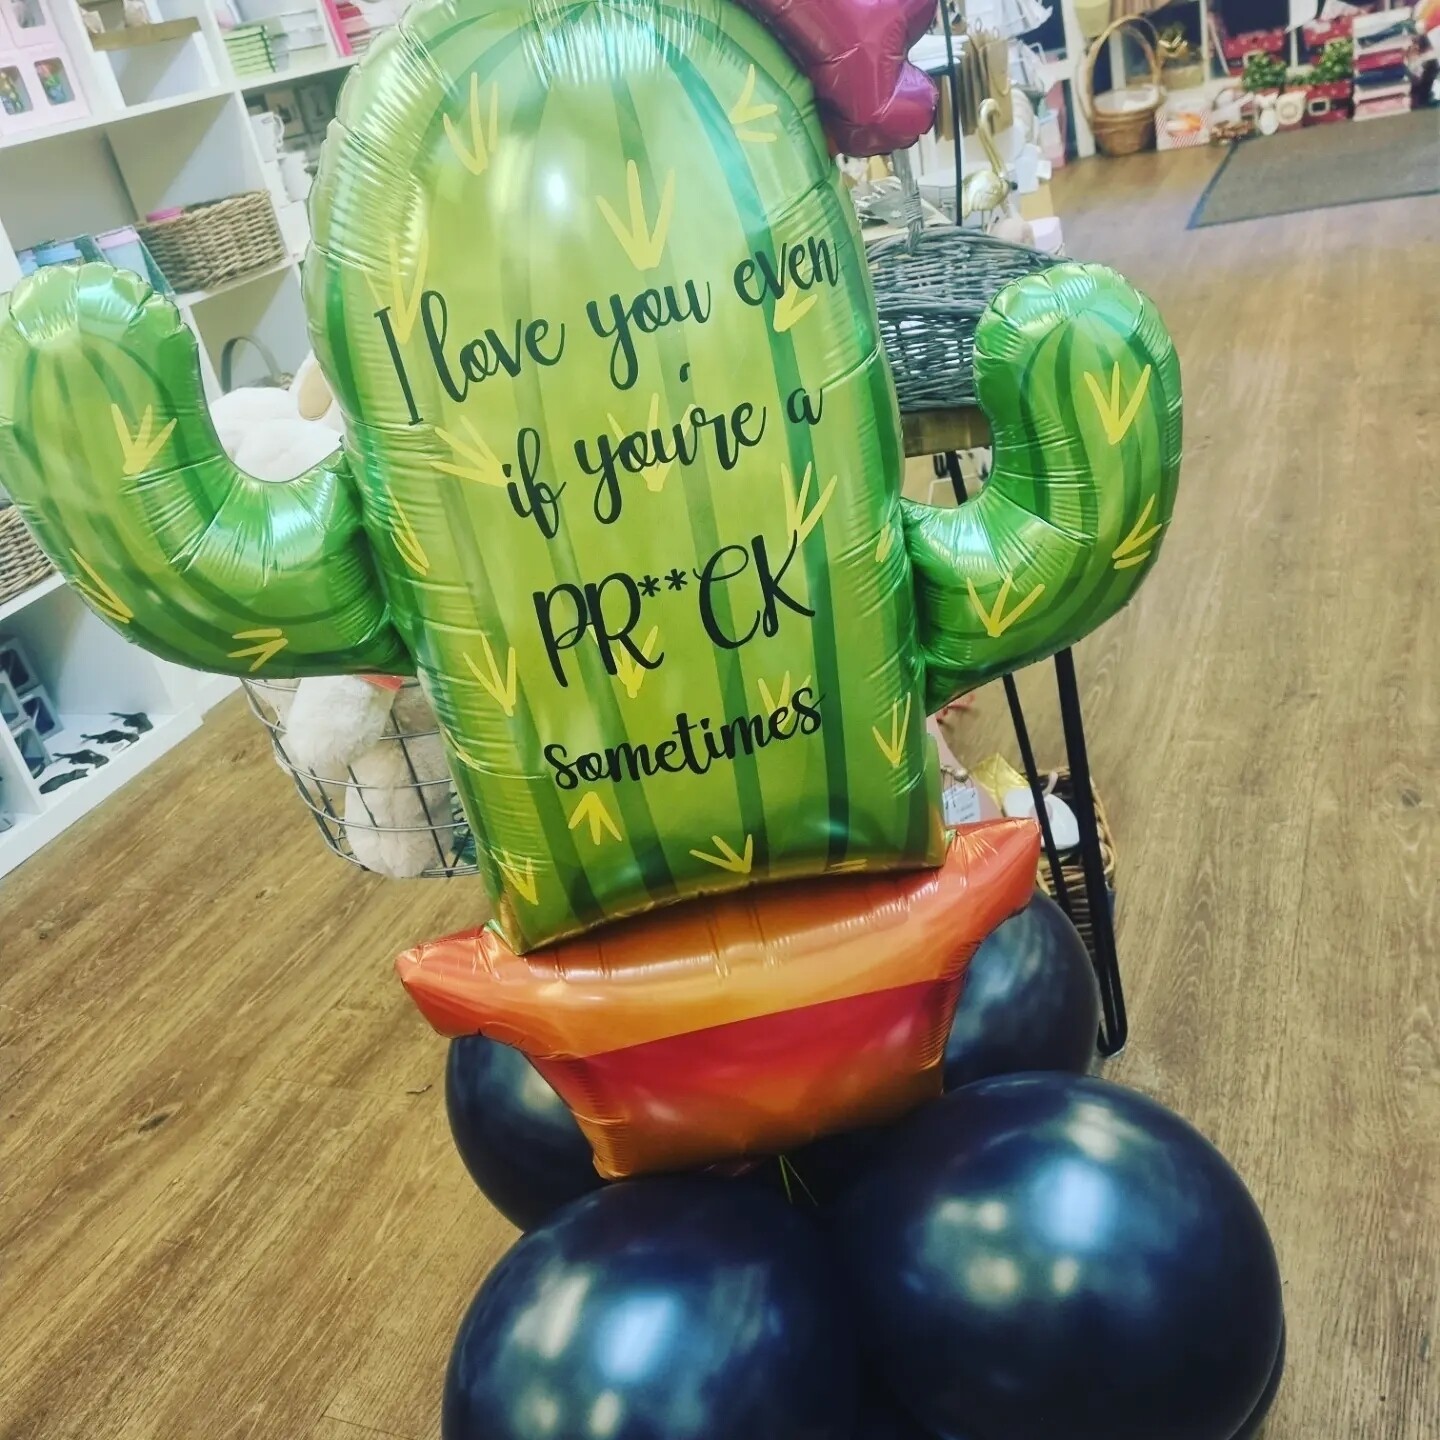 I love you even
if you're a
PR**CK
sometimes